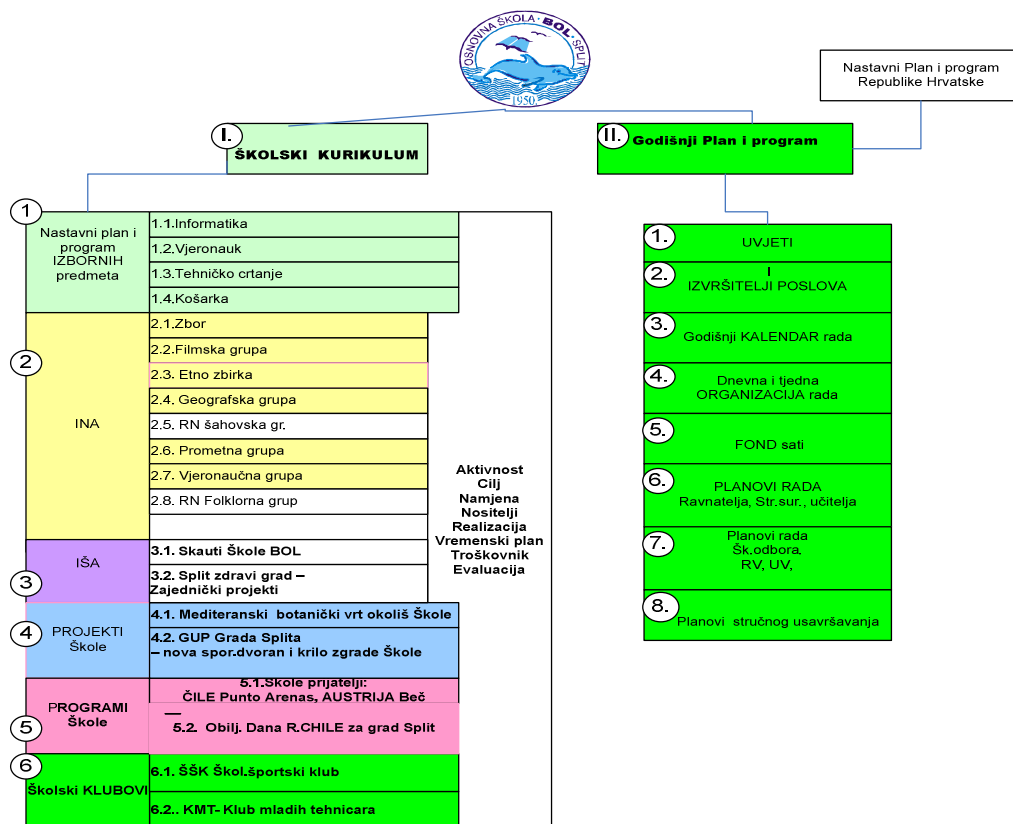 OSNOVNA ŠKOLA · BOL · SPLIT
1950.
Nastavni Plan i program
Republike Hrvatske
I.
ŠKOLSKI KURIKULUM
II.
Godišnji Plan i program
1
Nastavni plan i
program
IZBORNIH
predmeta
1.1.Informatika
1.2.Vjeronauk
1.3.Tehničko crtanje
1.4.Košarka
2
INA
2.1.Zbor
2.2.Filmska grupa
2.3. Etno zbirka
2.4. Geografska grupa
2.5. RN šahovska gr.
2.6. Prometna grupa
2.7. Vjeronaučna grupa
2.8. RN Folklorna grup
3
IŠA
3.1. Skauti Škole BOL
3.2. Split zdravi grad –
Zajednički projekti
4
PROJEKTI
Škole
4.1. Mediteranski botanički vrt okoliš Škole
4.2. GUP Grada Splita
– nova spor.dvoran i krilo zgrade Škole
5
PROGRAMI
Škole
5.1.Škole prijatelji:
ČILE Punto Arenas, AUSTRIJA Beč
—
5.2. Obilj. Dana R.CHILE za grad Split
6
Školski KLUBOVI
6.1. ŠŠK Škol.športski klub
6.2.. KMT- Klub mladih tehnicara
Aktivnost
Cilj
Namjena
Nositelji
Realizacija
Vremenski plan
Troškovnik
Evaluacija
1.
UVJETI
2.
I
IZVRŠITELJI POSLOVA
3.
Godišnji KALENDAR rada
4.
Dnevna i tjedna
ORGANIZACIJA rada
5.
FOND sati
6.
PLANOVI RADA
Ravnatelja, Str.sur., učitelja
7.
Planovi rada
Šk.odbora,
RV, UV,
8.
Planovi stručnog usavršavanja